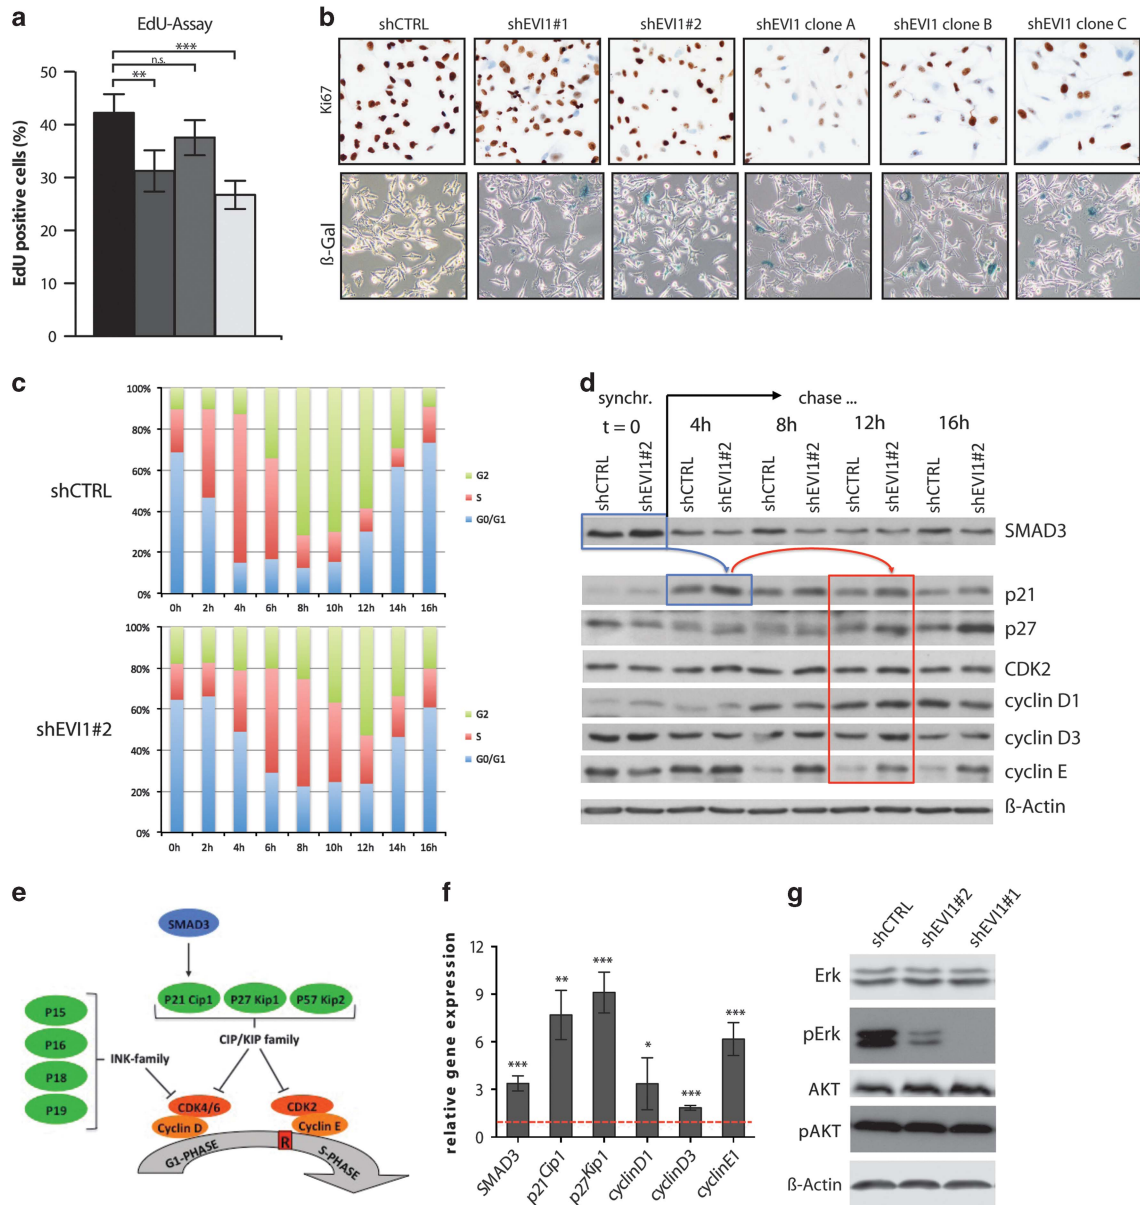 a
EdU-Assay
***
n.s.
**
EdU positive cells (%)
50
40
30
20
10
0
b
shCTRL
shEVI1#1
shEVI1#2
shEVI1 clone A
shEVI1 clone B
shEVI1 clone C
Ki67
ß-Gal
c
shCTRL
100%
80%
60%
40%
20%
0%
0h 2h 4h 6h 8h 10h 12h 14h 16h
G2
S
G0/G1
shEVI1#2
100%
80%
60%
40%
20%
0%
0h 2h 4h 6h 8h 10h 12h 14h 16h
G2
S
G0/G1
d
synchr.
chase ...
t = 0 4h 8h 12h 16h
shCTRL shEVI1#2 shCTRL shEVI1#2 shCTRL shEVI1#2 shCTRL shEVI1#2 shCTRL shEVI1#2
SMAD3
p21
p27
CDK2
cyclin D1
cyclin D3
cyclin E
ß-Actin
e
SMAD3
P21 Cip1 P27 Kip1 P57 Kip2
CIP/KIP family
P15
P16
P18
P19
INK-family
CDK4/6
Cyclin D
CDK2
Cyclin E
G1-PHASE
R
S-PHASE
f
relative gene expression
12
9
6
3
0
***
**
***
*
***
***
SMAD3
p21Cip1
p27Kip1
cyclinD1
cyclinD3
cyclinE1
g
shCTRL
shEVI1#2
shEVI1#1
Erk
pErk
AKT
pAKT
ß-Actin